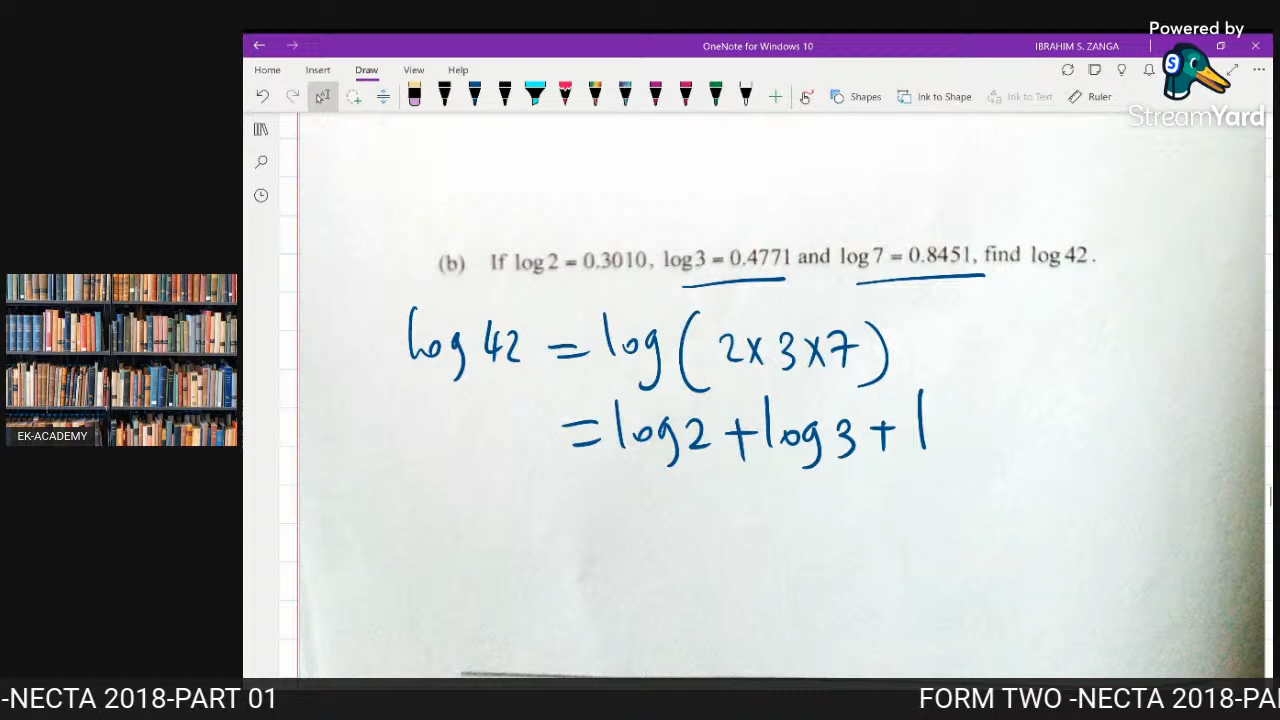 Powered by
StreamYard
OneNote for Windows 10
IBRAHIM S. ZANGA
Home Insert Draw View Help
Shapes Ink to Shape Ink to Text Ruler
(b) If log 2 = 0.3010, log 3 = 0.4771 and log 7 = 0.8451, find log 42.
log 42 = log ( 2 x 3 x 7 )
= log 2 + log 3 + l
EK-ACADEMY
-NECTA 2018-PART 01 FORM TWO -NECTA 2018-PA